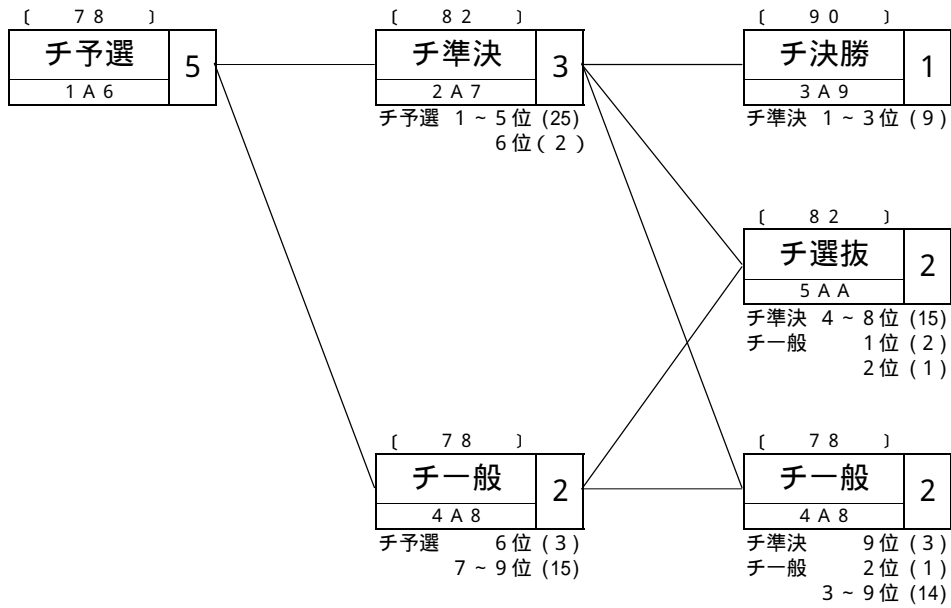 〔 78 〕
チ予選 5
1A6
〔 82 〕
チ準決 3
2A7
チ予選 1~5位 (25)
6位 (2)
〔 90 〕
チ決勝 1
3A9
チ準決 1~3位 (9)
〔 82 〕
チ選抜 2
5AA
チ準決 4~8位 (15)
チ一般 1位 (2)
2位 (1)
〔 78 〕
チ一般 2
4A8
チ予選 6位 (3)
7~9位 (15)
〔 78 〕
チ一般 2
4A8
チ準決 9位 (3)
チ一般 2位 (1)
3~9位 (14)